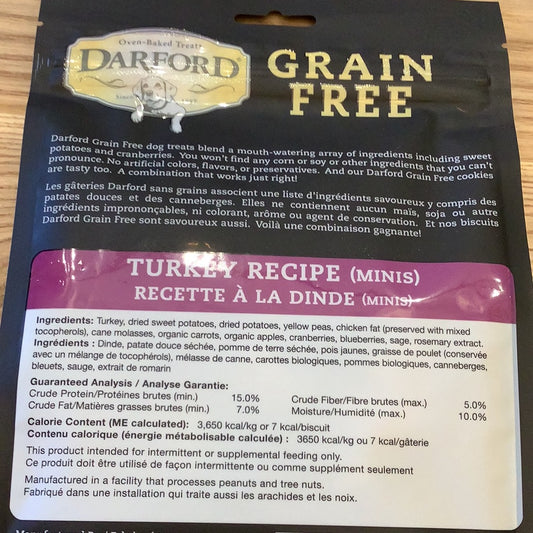 Oven-Baked Treats
DARFORD
GRAIN
FREE
Darford Grain Free dog treats blend a mouth-watering array of ingredients including sweet
potatoes and cranberries. You won't find any corn or soy or other ingredients that you can't
pronounce. No artificial colors, flavors, or preservatives. And our Darford Grain Free cookies
are tasty too. A combination that works just right!
Les gâteries Darford sans grains associent une liste d'ingrédients savoureux y compris des
patates douces et des canneberges. Elles ne contiennent aucun maïs, soja ou autre
ingrédients imprononçables, ni colorant, arôme ou agent de conservation. Et nos biscuits
Darford Grain Free sont savoureux aussi. Voilà une combinaison gagnante!
TURKEY RECIPE (MINIS)
RECETTE À LA DINDE (MINIS)
Ingredients: Turkey, dried sweet potatoes, dried potatoes, yellow peas, chicken fat (preserved with mixed
tocopherols), cane molasses, organic carrots, organic apples, cranberries, blueberries, sage, rosemary extract.
Ingrédients : Dinde, patate douce séchée, pomme de terre séchée, pois jaunes, graisse de poulet (conservée
avec un mélange de tocophérols), mélasse de canne, carottes biologiques, pommes biologiques, canneberges,
bleuets, sauge, extrait de romarin
Guaranteed Analysis / Analyse Garantie:
Crude Protein/Protéines brutes (min.) 15.0% Crude Fiber/Fibre brutes (max.) 5.0%
Crude Fat/Matières grasses brutes (min.) 7.0% Moisture/Humidité (max.) 10.0%
Calorie Content (ME calculated): 3,650 kcal/kg or 7 kcal/biscuit
Contenu calorique (énergie métabolisable calculée) : 3650 kcal/kg ou 7 kcal/gâterie
This product intended for intermittent or supplemental feeding only.
Ce produit doit être utilisé de façon intermittente ou comme supplément seulement
Manufactured in a facility that processes peanuts and tree nuts.
Fabriqué dans une installation qui traite aussi les arachides et les noix.